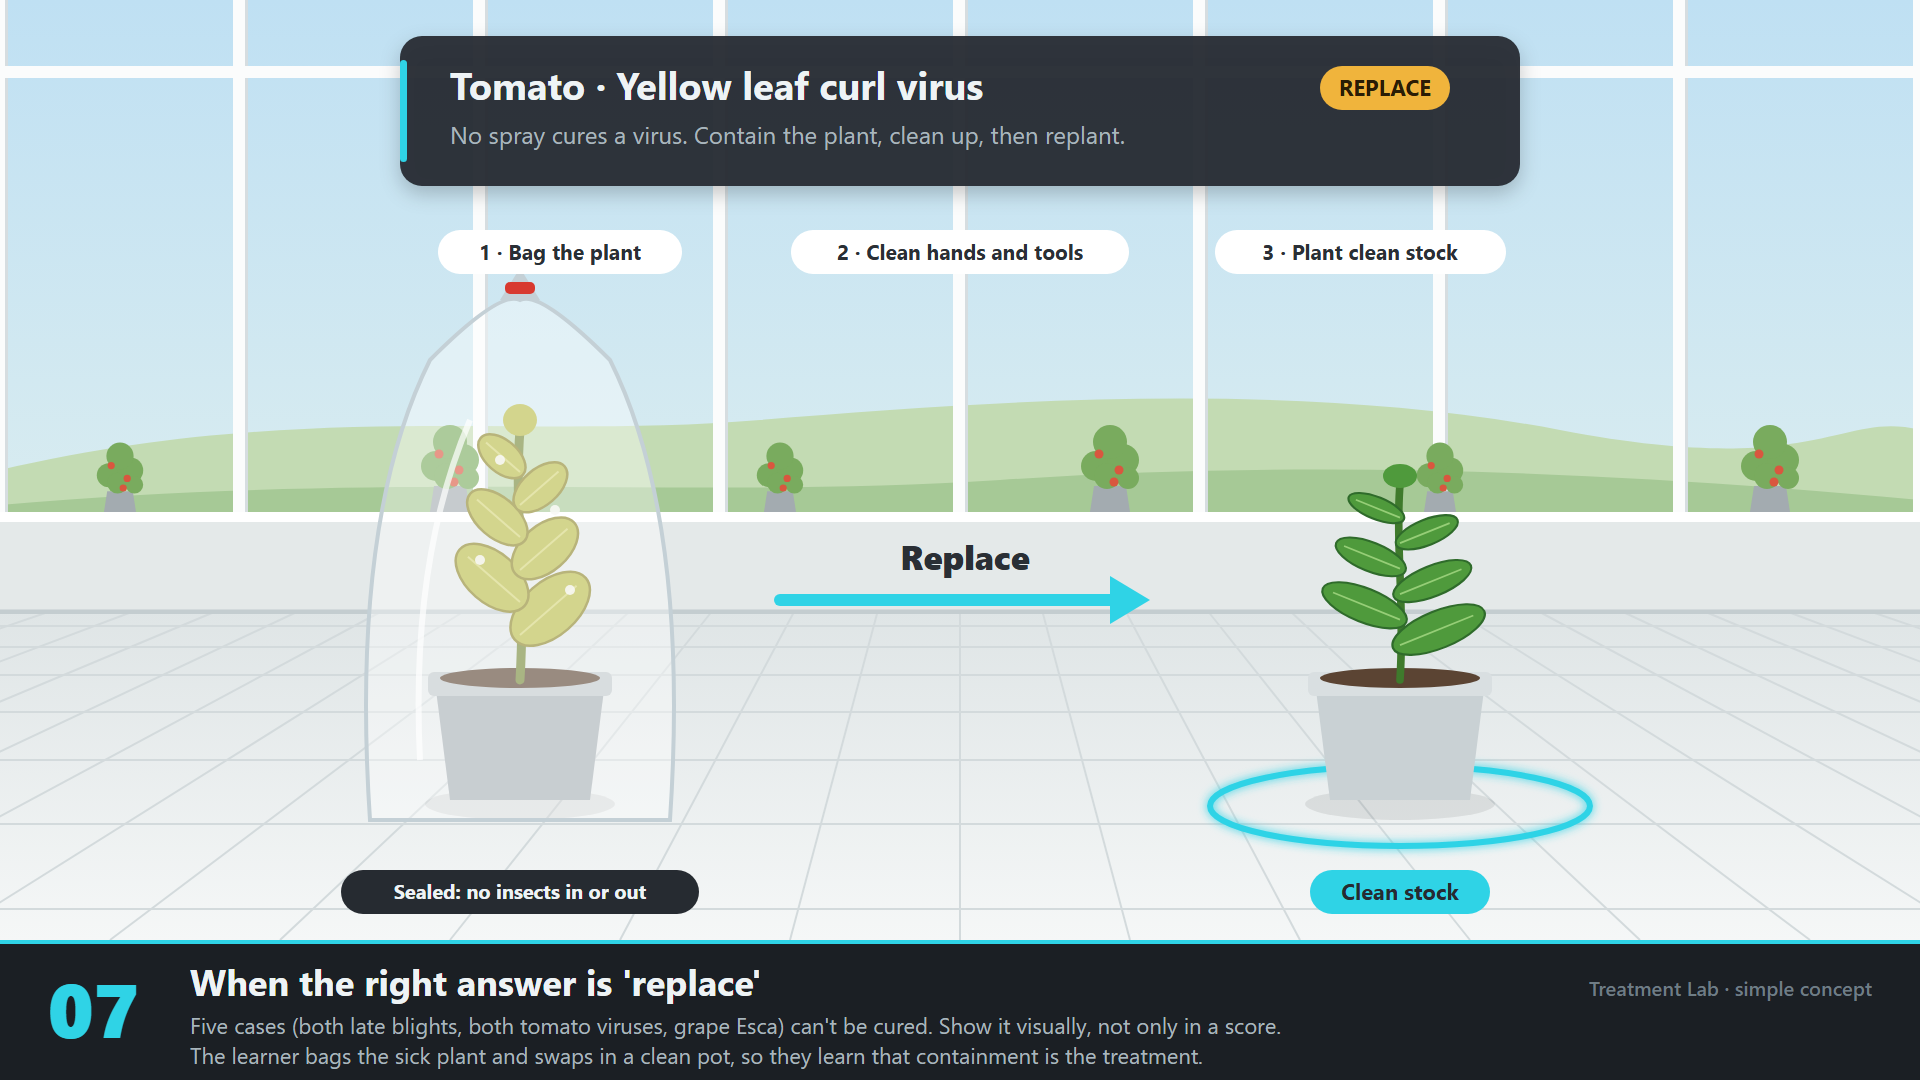 Tomato · Yellow leaf curl virus
REPLACE
No spray cures a virus. Contain the plant, clean up, then replant.
1 · Bag the plant
2 · Clean hands and tools
3 · Plant clean stock
Replace
Sealed: no insects in or out
Clean stock
07
When the right answer is 'replace'
Treatment Lab · simple concept
Five cases (both late blights, both tomato viruses, grape Esca) can't be cured. Show it visually, not only in a score.
The learner bags the sick plant and swaps in a clean pot, so they learn that containment is the treatment.